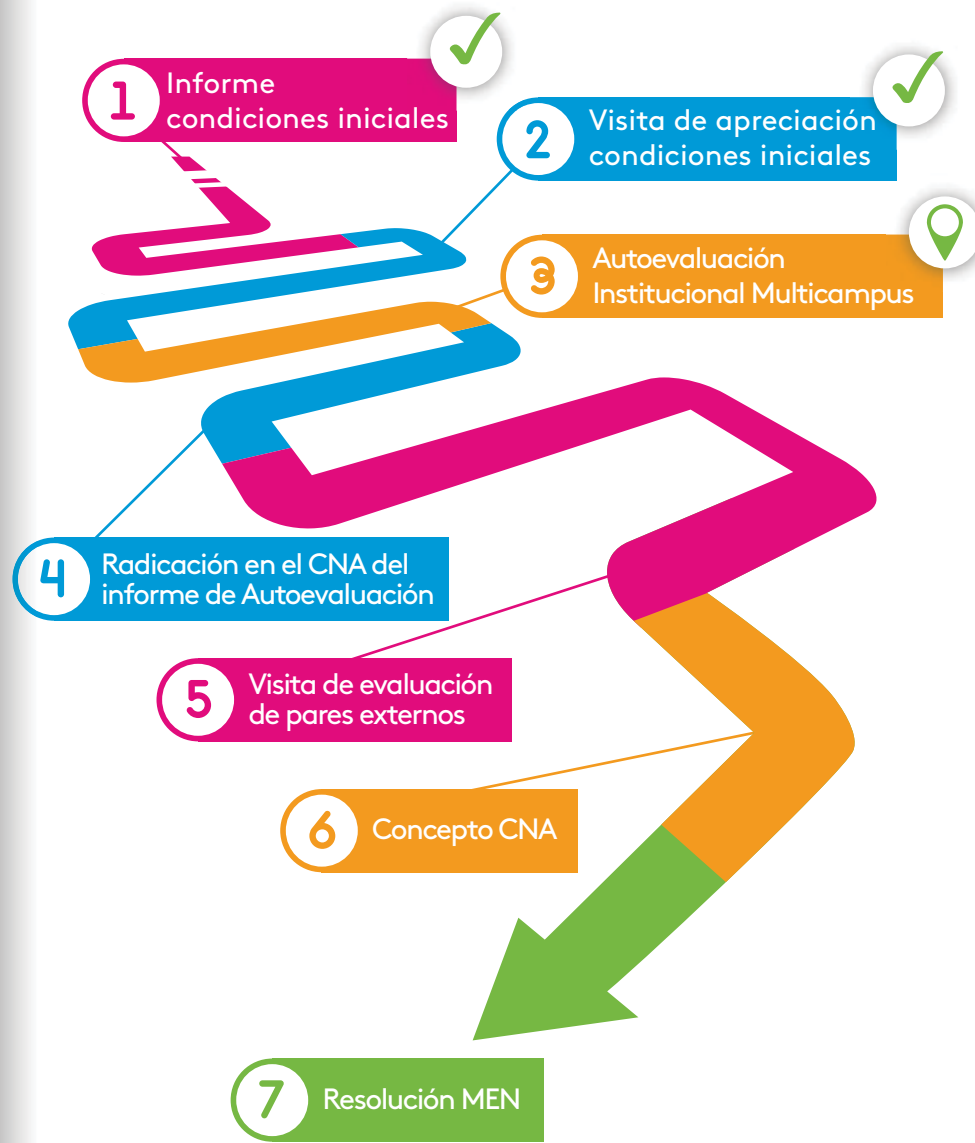 1
Informe
condiciones iniciales
2
Visita de apreciación
condiciones iniciales
3
Autoevaluación
Institucional Multicampus
4
Radicación en el CNA del
informe de Autoevaluación
5
Visita de evaluación
de pares externos
6
Concepto CNA
7
Resolución MEN